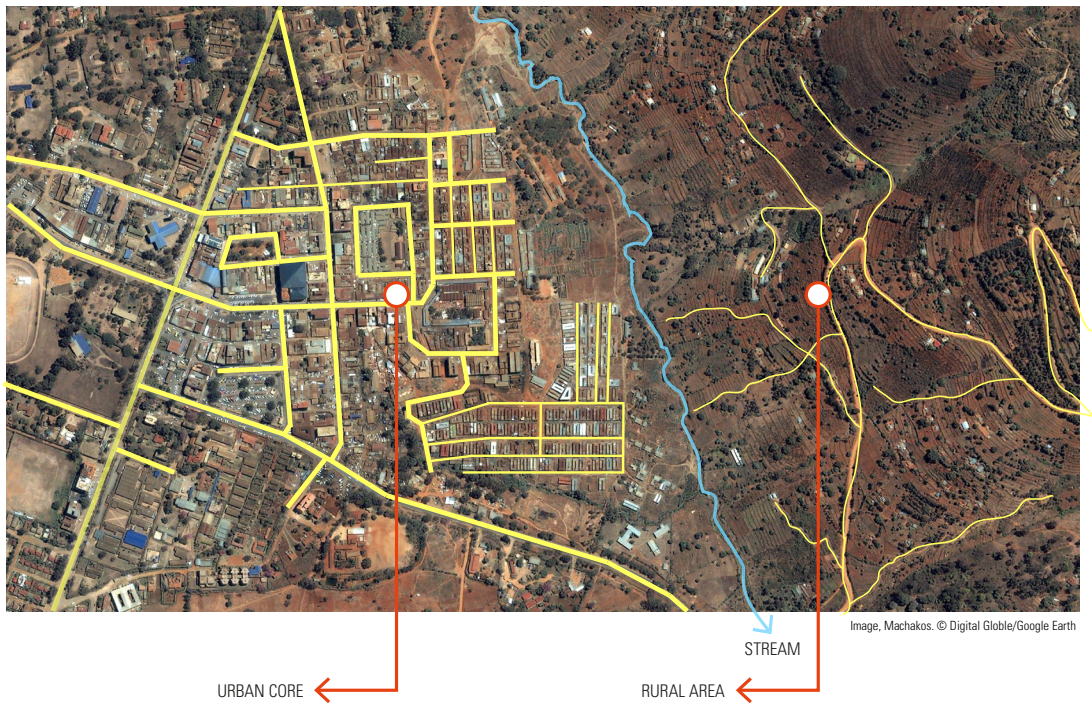 Image, Machakos. © Digital Globle/Google Earth
STREAM
URBAN CORE
RURAL AREA